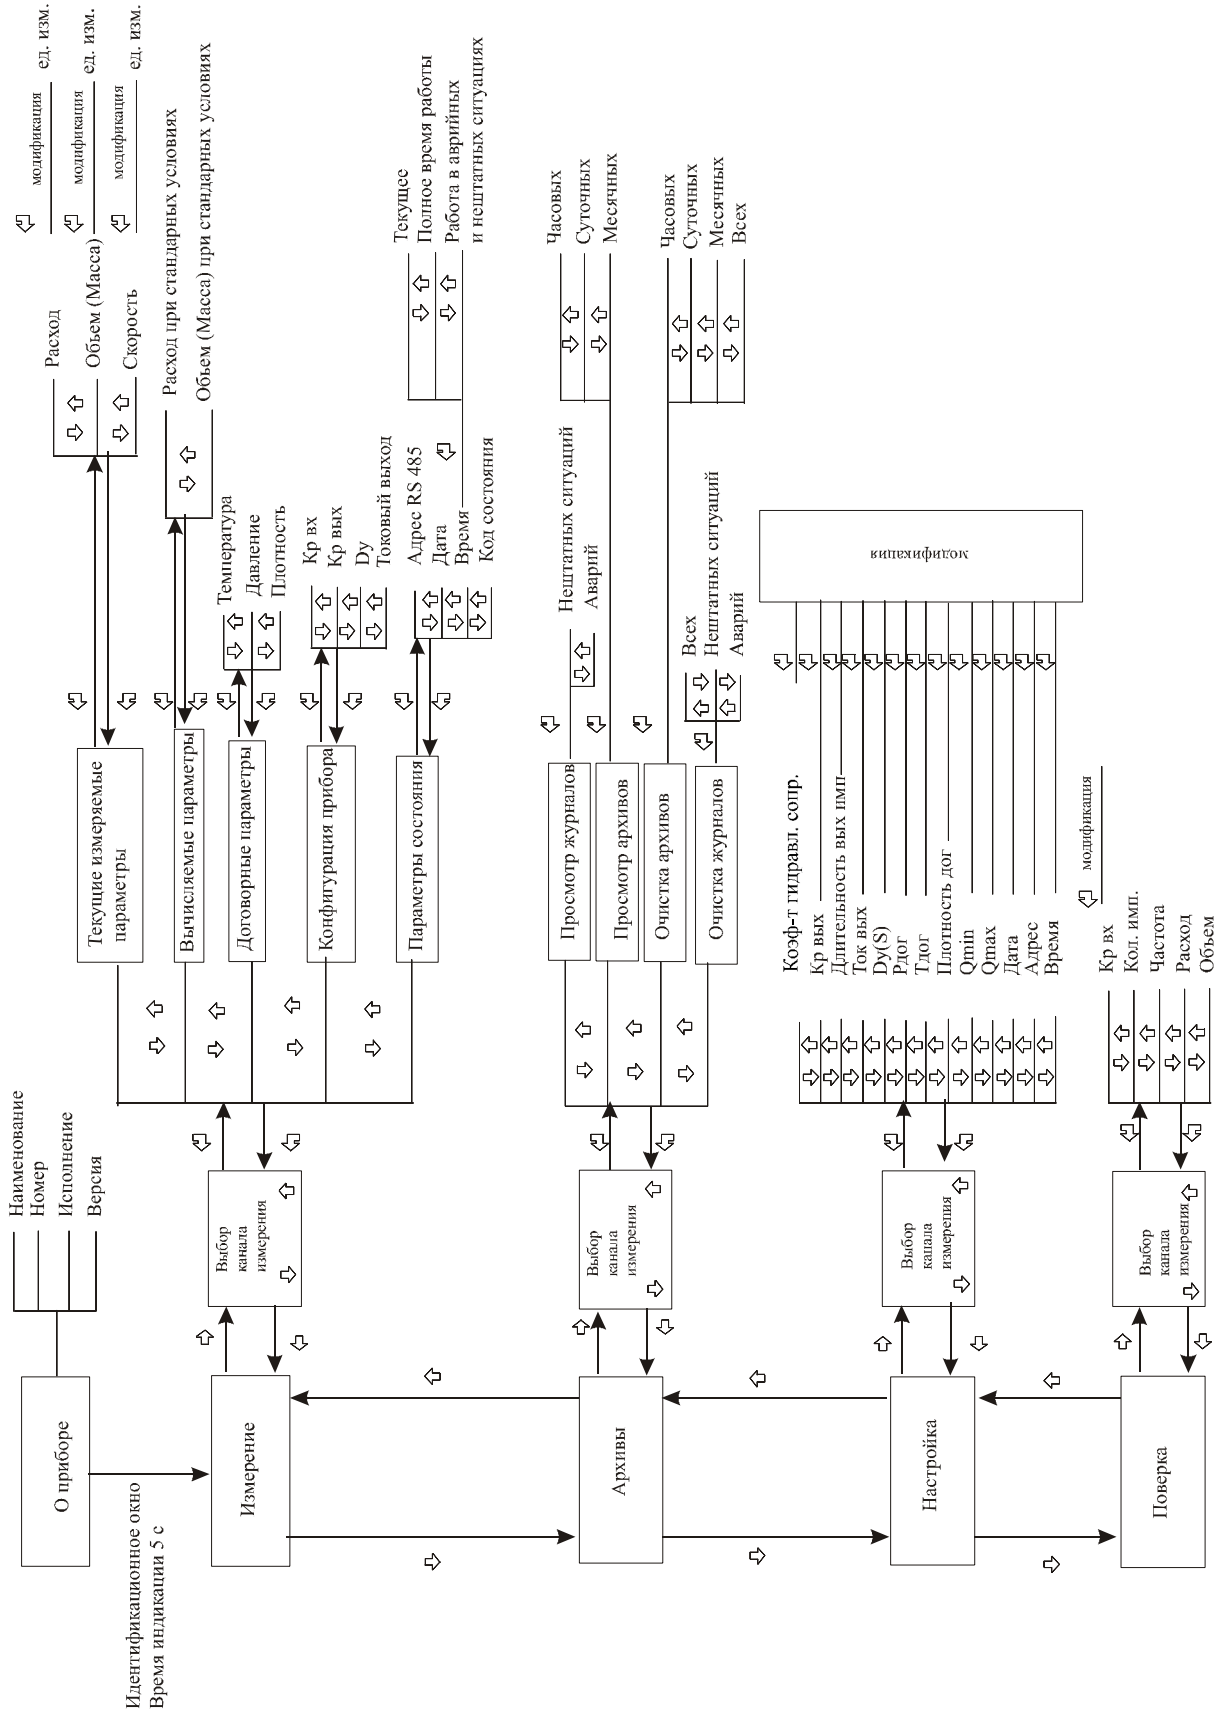 Идентификационное окно
Время индикации 5 с
О приборе
Наименование
Номер
Исполнение
Версия
Измерение
Выбор
канала
измерения
Текущие измеряемые
параметры
Расход
Обьем (Масса)
Скорость
модификация
ед. изм.
модификация
ед. изм.
модификация
ед. изм.
Вычисляемые параметры
Расход при стандарных условиях
Обьем (Масса) при стандарных условиях
Договорные параметры
Температура
Давление
Плотность
Конфигурация прибора
Кр вх
Кр вых
Dy
Токовый выход
Параметры состояния
Адрес RS 485
Дата
Время
Код состояния
Текущее
Полное время работы
Работа в аврийных
и нештатных ситуациях
Архивы
Выбор
канала
измерения
Просмотр журналов
Нештатных ситуаций
Аварий
Просмотр архивов
Часовых
Суточных
Месячных
Очистка архивов
Часовых
Суточных
Месячных
Всех
Очистка журналов
Всех
Нештатных ситуаций
Аварий
Настройка
Выбор
капала
измерепия
Коэф-т гидравл. сопр.
Кр вых
Длительность вых имп
Ток вых
Dy(S)
Рдог
Тдог
Плотность дог
Qmin
Qmax
Дата
Адрес
Время
модификация
Поверка
Выбор
канала
измерения
Кр вх
Кол. имп.
Частота
Расход
Объем
модификация